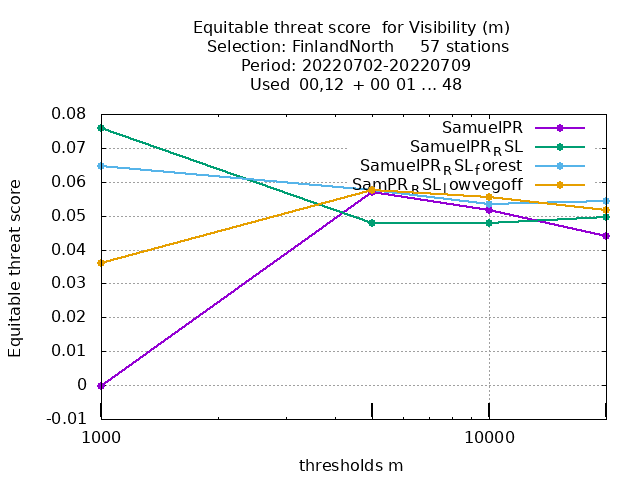 Equitable threat score  for Visibility (m)
Selection: FinlandNorth     57 stations
Period: 20220702-20220709
Used  00,12  + 00 01 ... 48
0.08
0.07
0.06
0.05
0.04
0.03
0.02
0.01
0
-0.01
Equitable threat score
SamuelPR
SamuelPR_RSL
SamuelPR_RSL_forest
SamPR_RSL_lowvegoff
1000
10000
thresholds m